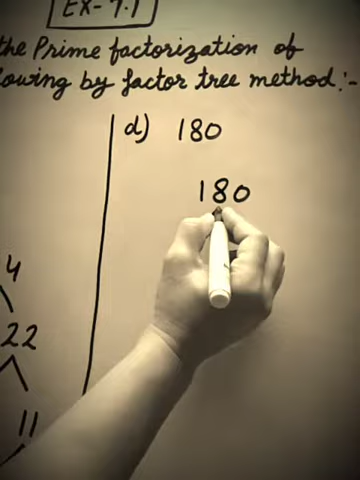 Ex- 7.1
the Prime factorization of
lowing by factor tree method:-
d) 180
180
4
22
11